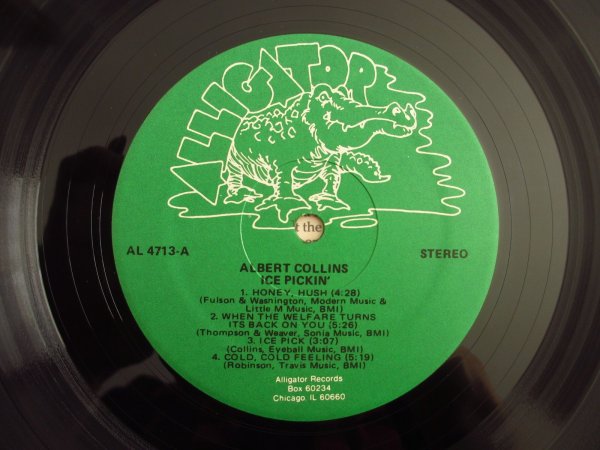 ALLIGATOR
t the
AL 4713-A
STEREO
ALBERT COLLINS
ICE PICKIN'
1. HONEY, HUSH (4:28)
(Fulson & Washington, Modern Music &
Little M Music, BMI)
2. WHEN THE WELFARE TURNS
ITS BACK ON YOU (5:26)
(Thompson & Weaver, Sonia Music, BMI)
3. ICE PICK (3:07)
(Collins, Eyeball Music, BMI)
4. COLD, COLD FEELING (5:19)
(Robinson, Travis Music, BMI)
Alligator Records
Box 60234
Chicago, IL 60660